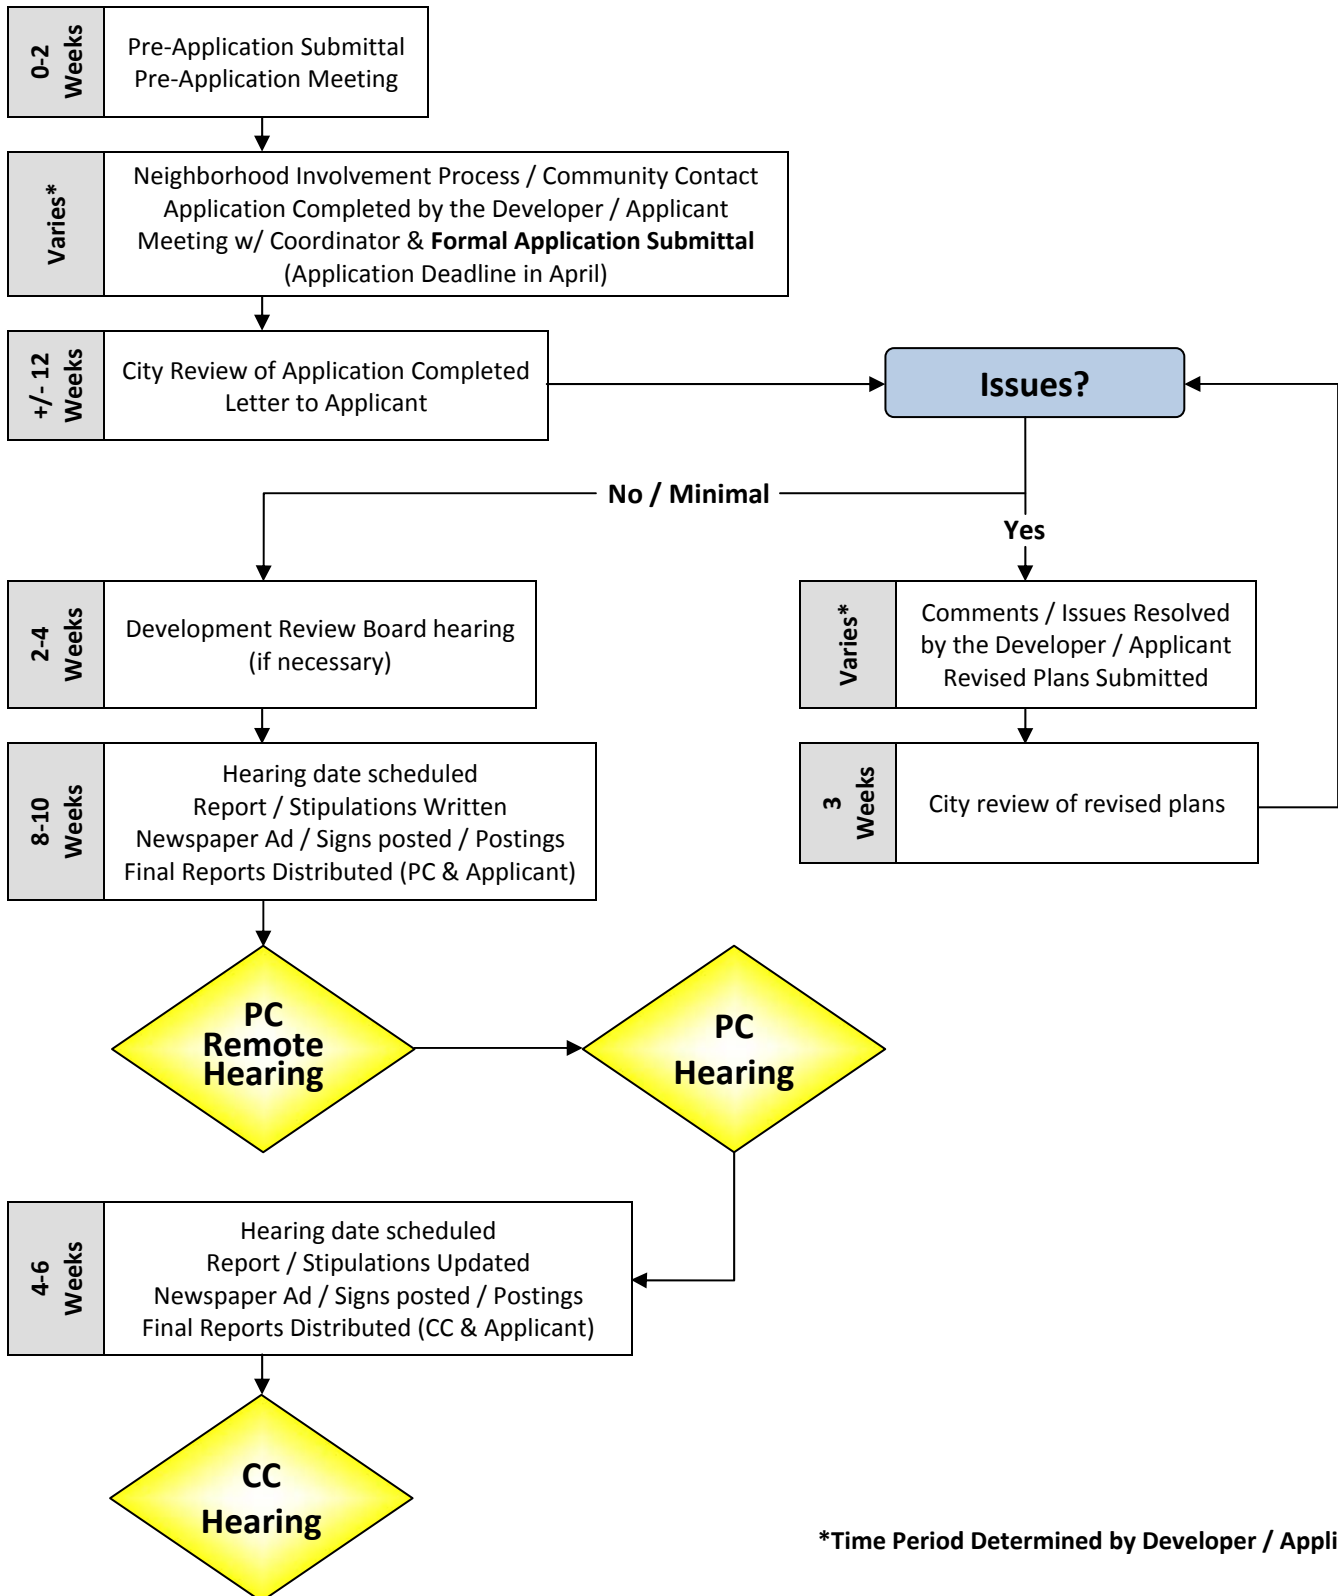 0-2
Weeks
Pre-Application Submittal
Pre-Application Meeting
Varies*
Neighborhood Involvement Process / Community Contact
Application Completed by the Developer / Applicant
Meeting w/ Coordinator & Formal Application Submittal
(Application Deadline in April)
+/- 12
Weeks
City Review of Application Completed
Letter to Applicant
Issues?
No / Minimal
Yes
2-4
Weeks
Development Review Board hearing
(if necessary)
Varies*
Comments / Issues Resolved
by the Developer / Applicant
Revised Plans Submitted
8-10
Weeks
Hearing date scheduled
Report / Stipulations Written
Newspaper Ad / Signs posted / Postings
Final Reports Distributed (PC & Applicant)
3
Weeks
City review of revised plans
PC
Remote
Hearing
PC
Hearing
4-6
Weeks
Hearing date scheduled
Report / Stipulations Updated
Newspaper Ad / Signs posted / Postings
Final Reports Distributed (CC & Applicant)
CC
Hearing
*Time Period Determined by Developer / Appli